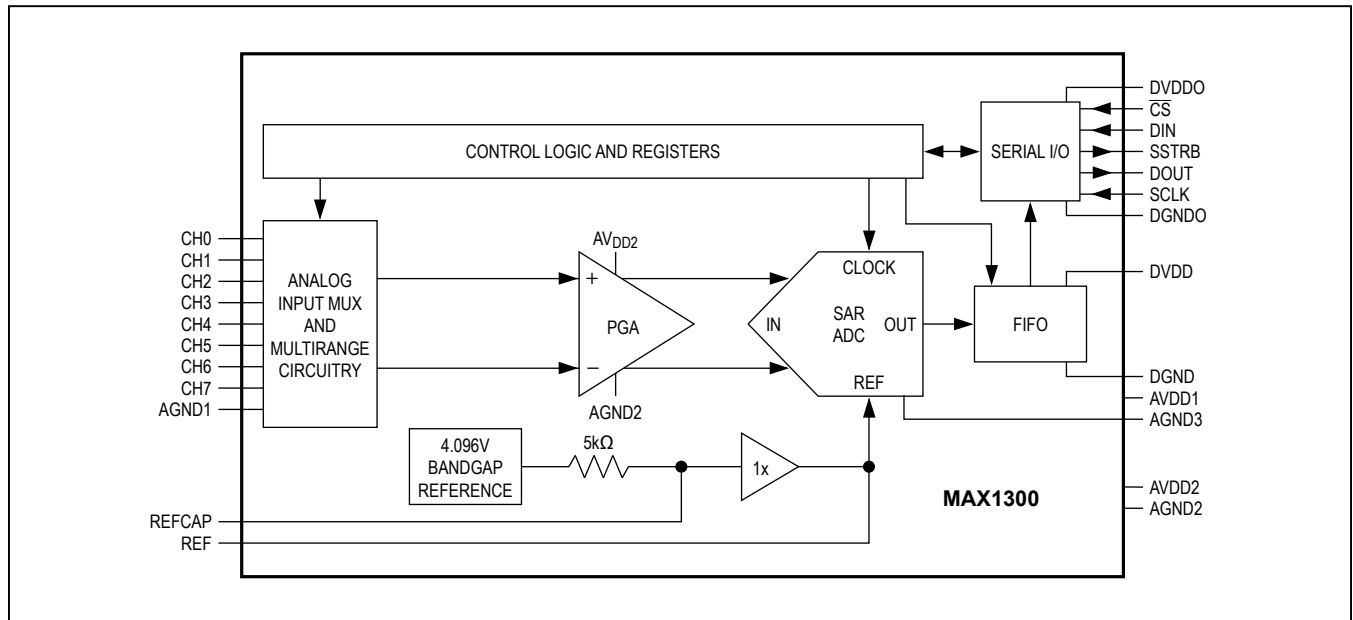 DVDDO
CS
DIN
SSTRB
DOUT
SCLK
DGNDO
CONTROL LOGIC AND REGISTERS
SERIAL I/O
CH0
CH1
CH2
CH3
CH4
CH5
CH6
CH7
AGND1
ANALOG
INPUT MUX
AND
MULTIRANGE
CIRCUITRY
AVDD2
+
PGA
−
AGND2
CLOCK
IN
SAR
ADC
OUT
REF
FIFO
DVDD
DGND
AVDD1
AGND3
4.096V
BANDGAP
REFERENCE
5kΩ
1x
MAX1300
AVDD2
AGND2
REFCAP
REF